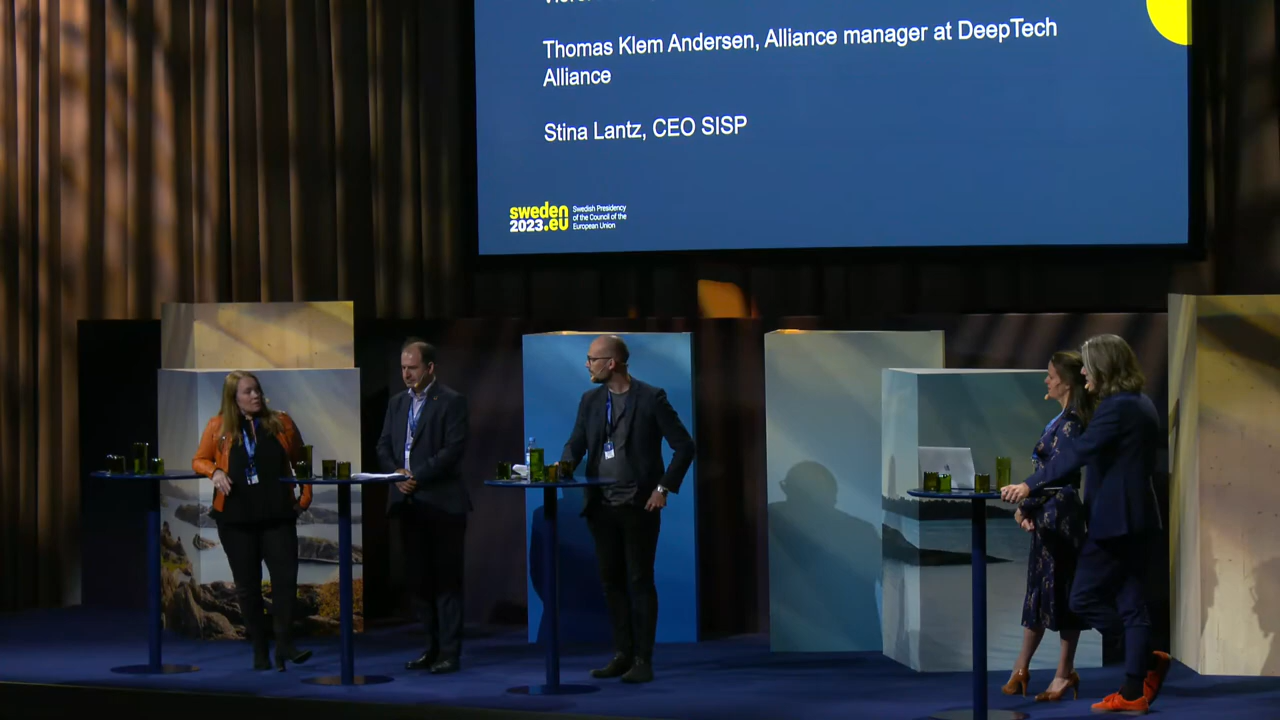 Thomas Klem Andersen, Alliance manager at DeepTech
Alliance
Stina Lantz, CEO SISP
sweden
2023.eu
Swedish Presidency
of the Council of the
European Union